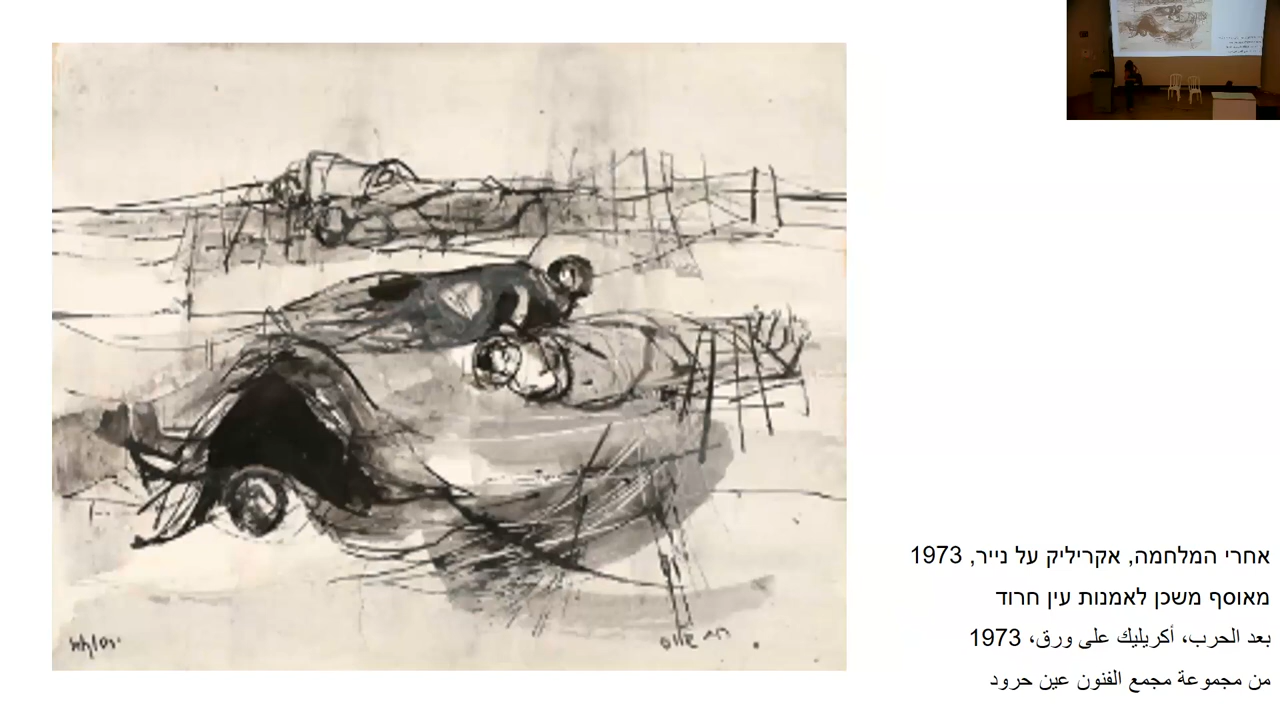 אחרי המלחמה, אקריליק על נייר, 1973
מאוסף משכן לאמנות עין חרוד
بعد الحرب، أكريليك على ورق، 1973
من مجموعة مجمع الفنون عين حرود